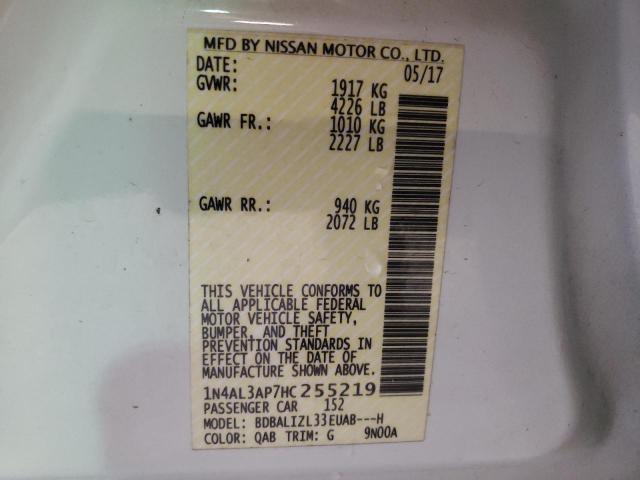 MFD BY NISSAN MOTOR CO., LTD.
DATE: 05/17
GVWR: 1917 KG
4226 LB
GAWR FR.: 1010 KG
2227 LB
GAWR RR.: 940 KG
2072 LB
THIS VEHICLE CONFORMS TO
ALL APPLICABLE FEDERAL
MOTOR VEHICLE SAFETY,
BUMPER, AND THEFT
PREVENTION STANDARDS IN
EFFECT ON THE DATE OF
MANUFACTURE SHOWN ABOVE.
1N4AL3AP7HC255219
PASSENGER CAR 152
MODEL: BDBALIZL33EUAB---H
COLOR: QAB TRIM: G 9N00A